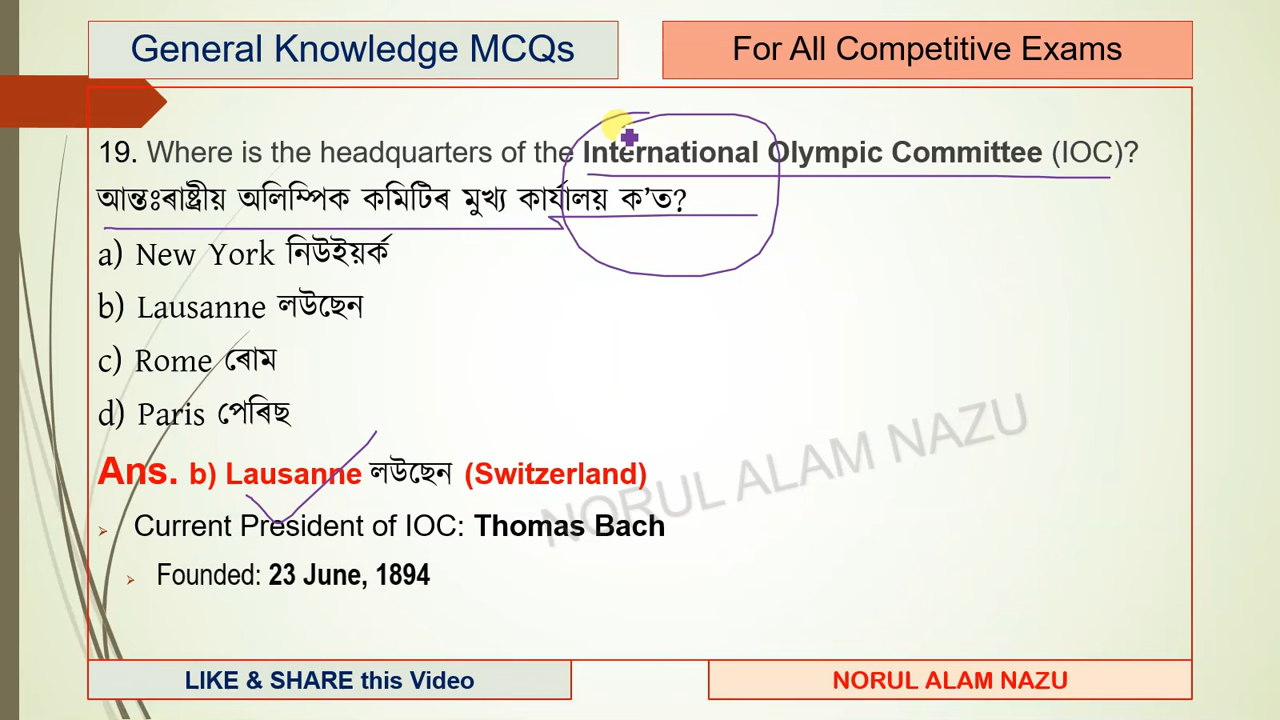 General Knowledge MCQs
For All Competitive Exams
19. Where is the headquarters of the International Olympic Committee (IOC)?
আন্তঃৰাষ্ট্ৰীয় অলিম্পিক কমিটিৰ মুখ্য কাৰ্যালয় ক’ত?
a) New York নিউইয়ৰ্ক
b) Lausanne লউছেন
c) Rome ৰোম
d) Paris পেৰিছ
Ans. b) Lausanne লউছেন (Switzerland)
Current President of IOC: Thomas Bach
Founded: 23 June, 1894
NORUL ALAM NAZU
LIKE & SHARE this Video
NORUL ALAM NAZU